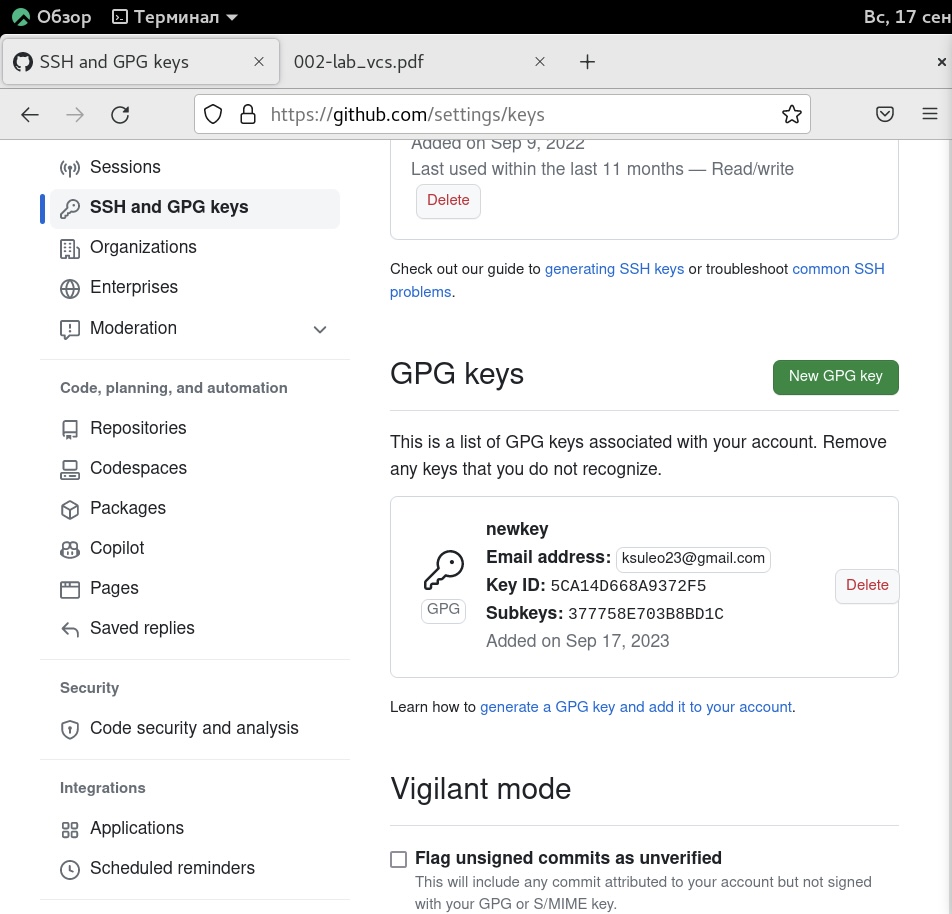 Обзор Терминал Вс, 17 сен
SSH and GPG keys 002-lab_vcs.pdf
https://github.com/settings/keys
Sessions
SSH and GPG keys
Organizations
Enterprises
Moderation
Code, planning, and automation
Repositories
Codespaces
Packages
Copilot
Pages
Saved replies
Security
Code security and analysis
Integrations
Applications
Scheduled reminders
Added on Sep 9, 2022
Last used within the last 11 months — Read/write
Delete
Check out our guide to generating SSH keys or troubleshoot common SSH
problems.
GPG keys
New GPG key
This is a list of GPG keys associated with your account. Remove
any keys that you do not recognize.
newkey
Email address: ksuleo23@gmail.com
Key ID: 5CA14D668A9372F5
Subkeys: 377758E703B8BD1C
Added on Sep 17, 2023
GPG
Delete
Learn how to generate a GPG key and add it to your account.
Vigilant mode
Flag unsigned commits as unverified
This will include any commit attributed to your account but not signed
with your GPG or S/MIME key.